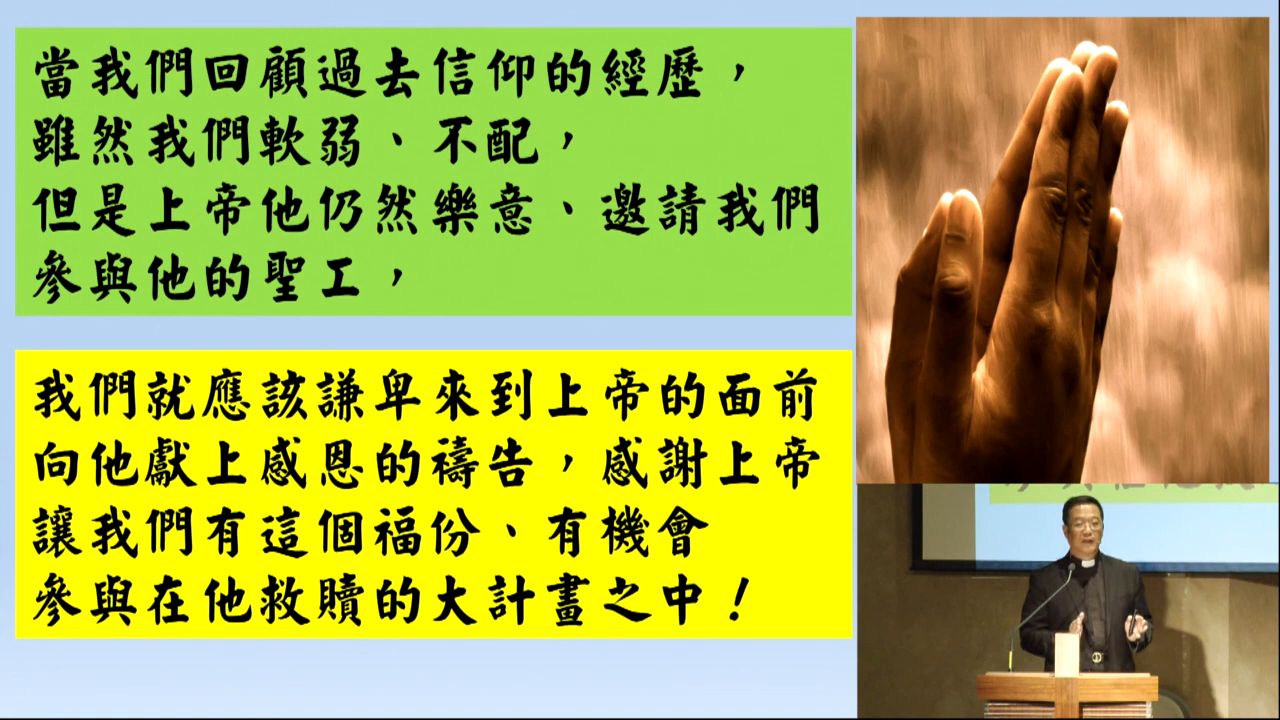 當我們回顧過去信仰的經歷，
雖然我們軟弱、不配，
但是上帝他仍然樂意、邀請我們
參與他的聖工，
我們就應該謙卑來到上帝的面前
向他獻上感恩的禱告，感謝上帝
讓我們有這個福份、有機會
參與在他救贖的大計畫之中！